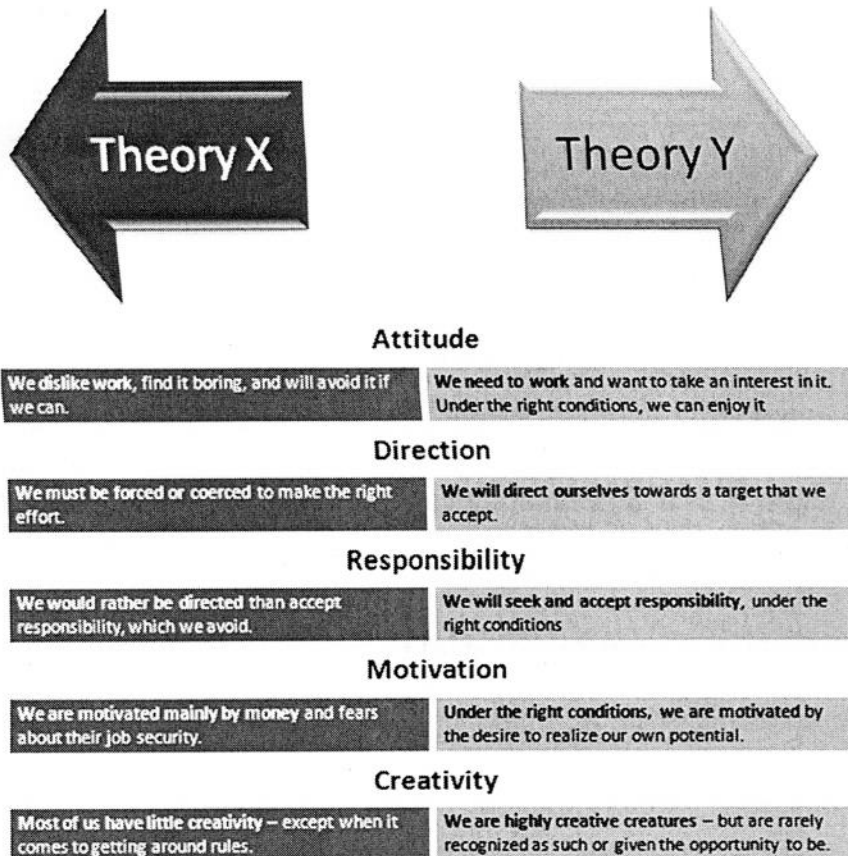 Theory X
Theory Y
Attitude
We dislike work, find it boring, and will avoid it if
we can.
We need to work and want to take an interest in it.
Under the right conditions, we can enjoy it
Direction
We must be forced or coerced to make the right
effort.
We will direct ourselves towards a target that we
accept.
Responsibility
We would rather be directed than accept
responsibility, which we avoid.
We will seek and accept responsibility, under the
right conditions
Motivation
We are motivated mainly by money and fears
about their job security.
Under the right conditions, we are motivated by
the desire to realize our own potential.
Creativity
Most of us have little creativity – except when it
comes to getting around rules.
We are highly creative creatures – but are rarely
recognized as such or given the opportunity to be.